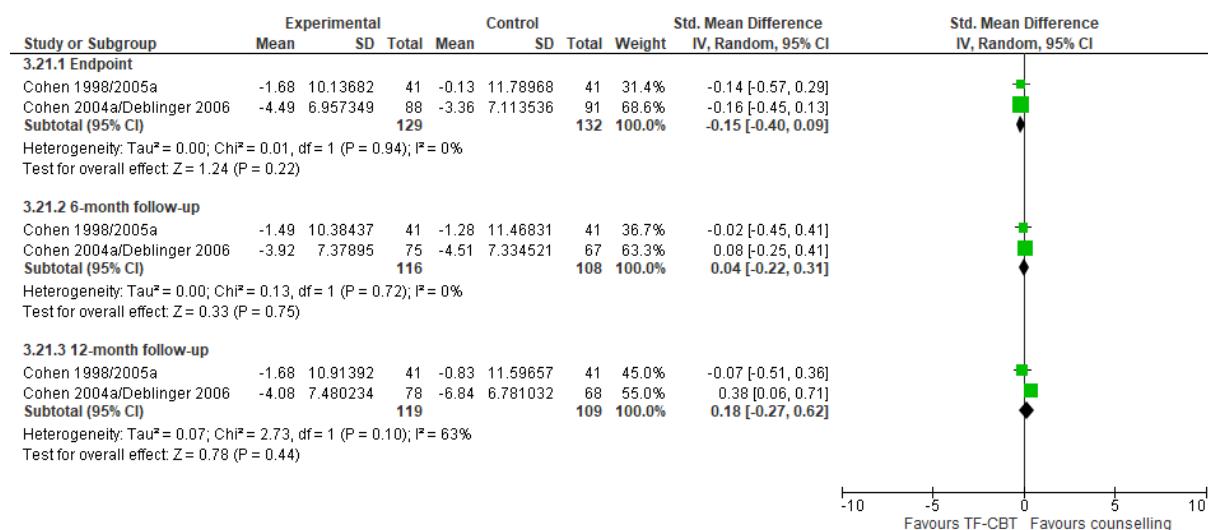 Experimental Control Std. Mean Difference Std. Mean Difference
Study or Subgroup Mean SD Total Mean SD Total Weight IV, Random, 95% CI IV, Random, 95% CI
3.21.1 Endpoint
Cohen 1998/2005a -1.68 10.13682 41 -0.13 11.79968 41 31.4% -0.14 [-0.57, 0.29]
Cohen 2004a/Deblinger 2006 -4.49 6.957349 88 -3.36 7.113536 91 68.6% -0.16 [-0.45, 0.13]
Subtotal (95% CI) 129 132 100.0% -0.15 [-0.40, 0.09]
Heterogeneity: Tau² = 0.00; Chi² = 0.01, df = 1 (P = 0.94); I² = 0%
Test for overall effect: Z = 1.24 (P = 0.22)
3.21.2 6-month follow-up
Cohen 1998/2005a -1.49 10.38437 41 -1.28 11.46831 41 36.7% -0.02 [-0.45, 0.41]
Cohen 2004a/Deblinger 2006 -3.92 7.37895 75 -4.51 7.334521 67 63.3% 0.08 [-0.25, 0.41]
Subtotal (95% CI) 116 108 100.0% 0.04 [-0.22, 0.31]
Heterogeneity: Tau² = 0.00; Chi² = 0.13, df = 1 (P = 0.72); I² = 0%
Test for overall effect: Z = 0.33 (P = 0.75)
3.21.3 12-month follow-up
Cohen 1998/2005a -1.68 10.91392 41 -0.83 11.59657 41 45.0% -0.07 [-0.51, 0.36]
Cohen 2004a/Deblinger 2006 -4.08 7.480234 78 -6.84 6.781032 68 55.0% 0.38 [0.06, 0.71]
Subtotal (95% CI) 119 109 100.0% 0.18 [-0.27, 0.62]
Heterogeneity: Tau² = 0.07; Chi² = 2.73, df = 1 (P = 0.10); I² = 63%
Test for overall effect: Z = 0.78 (P = 0.44)
-10 -5 0 5 10
Favours TF-CBT Favours counselling